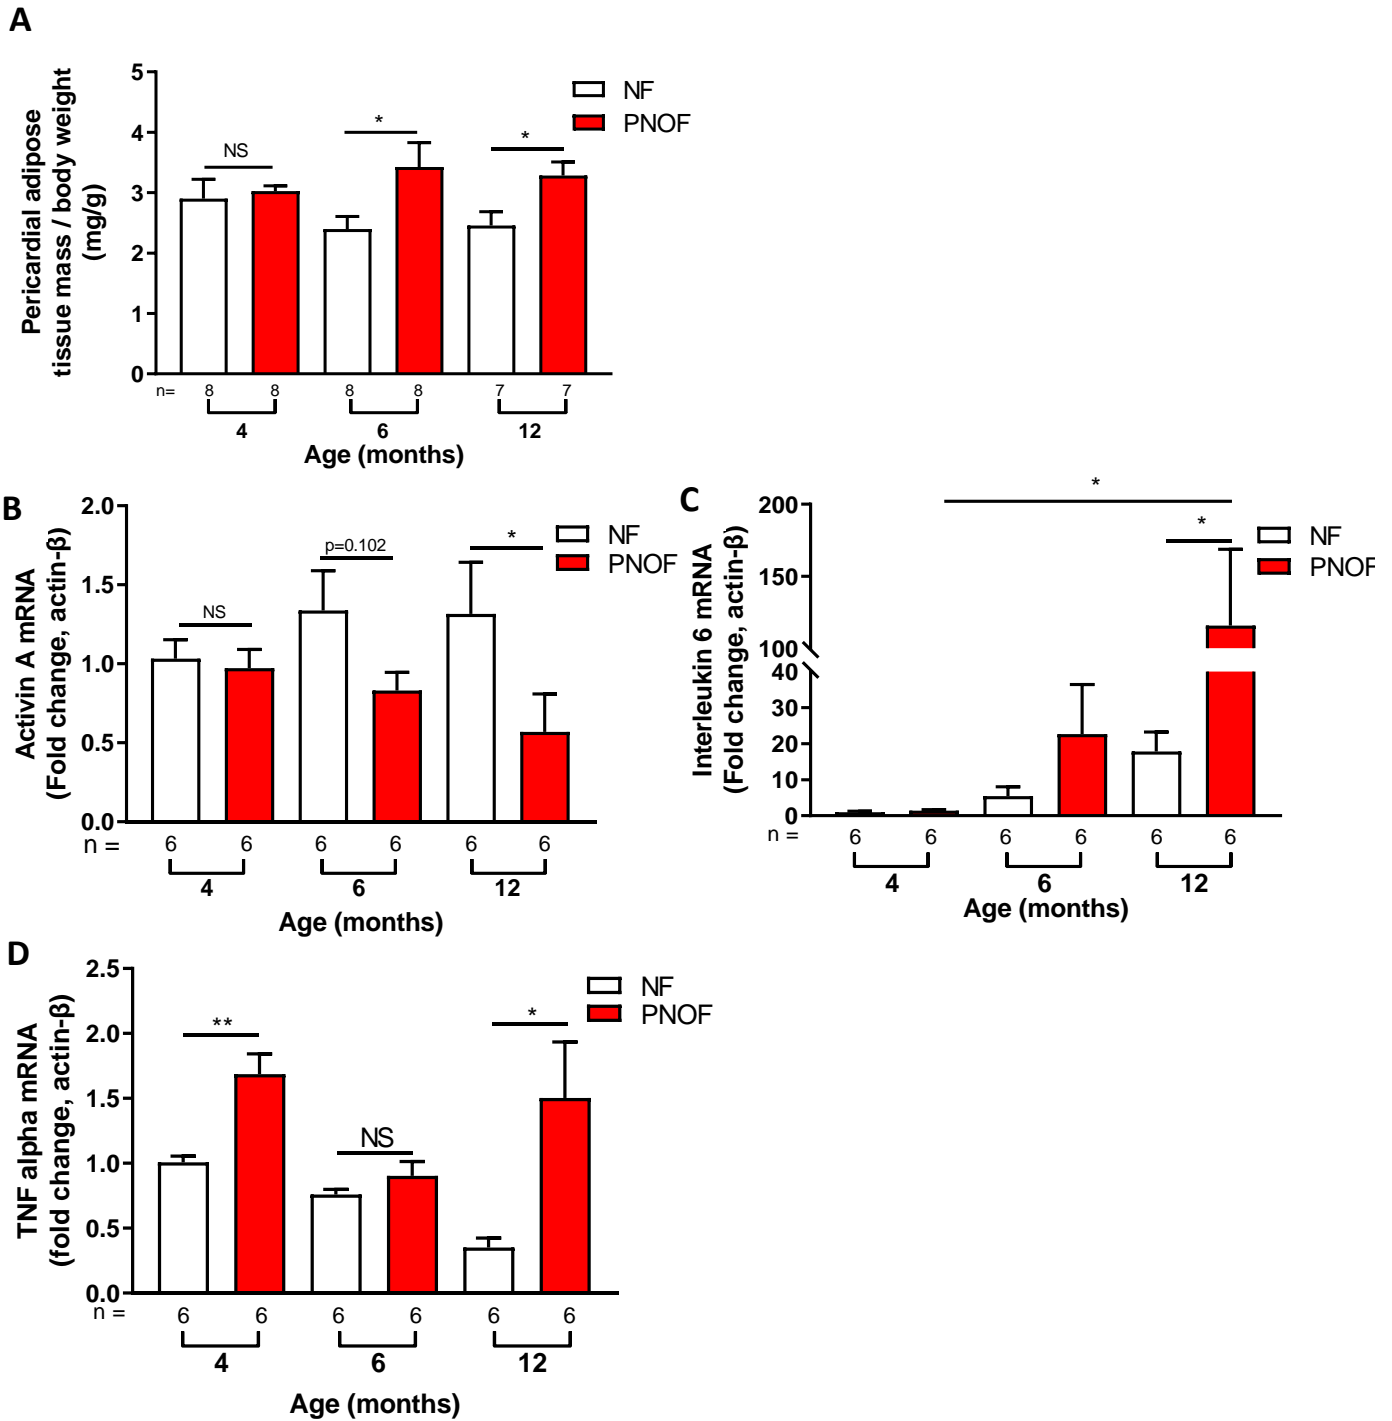 A
Pericardial adipose
tissue mass / body weight
(mg/g)
5
4
3
2
1
0
NS
*
*
NF
PNOF
n= 8 8 8 8 7 7
4 6 12
Age (months)
B
Activin A mRNA
(Fold change, actin-β)
2.0
1.5
1.0
0.5
0.0
NS
p=0.102
*
NF
PNOF
n = 6 6 6 6 6 6
4 6 12
Age (months)
C
Interleukin 6 mRNA
(Fold change, actin-β)
200
150
100
40
30
20
10
0
*
*
NF
PNOF
n = 6 6 6 6 6 6
4 6 12
Age (months)
D
TNF alpha mRNA
(fold change, actin-β)
2.5
2.0
1.5
1.0
0.5
0.0
**
NS
*
NF
PNOF
n = 6 6 6 6 6 6
4 6 12
Age (months)